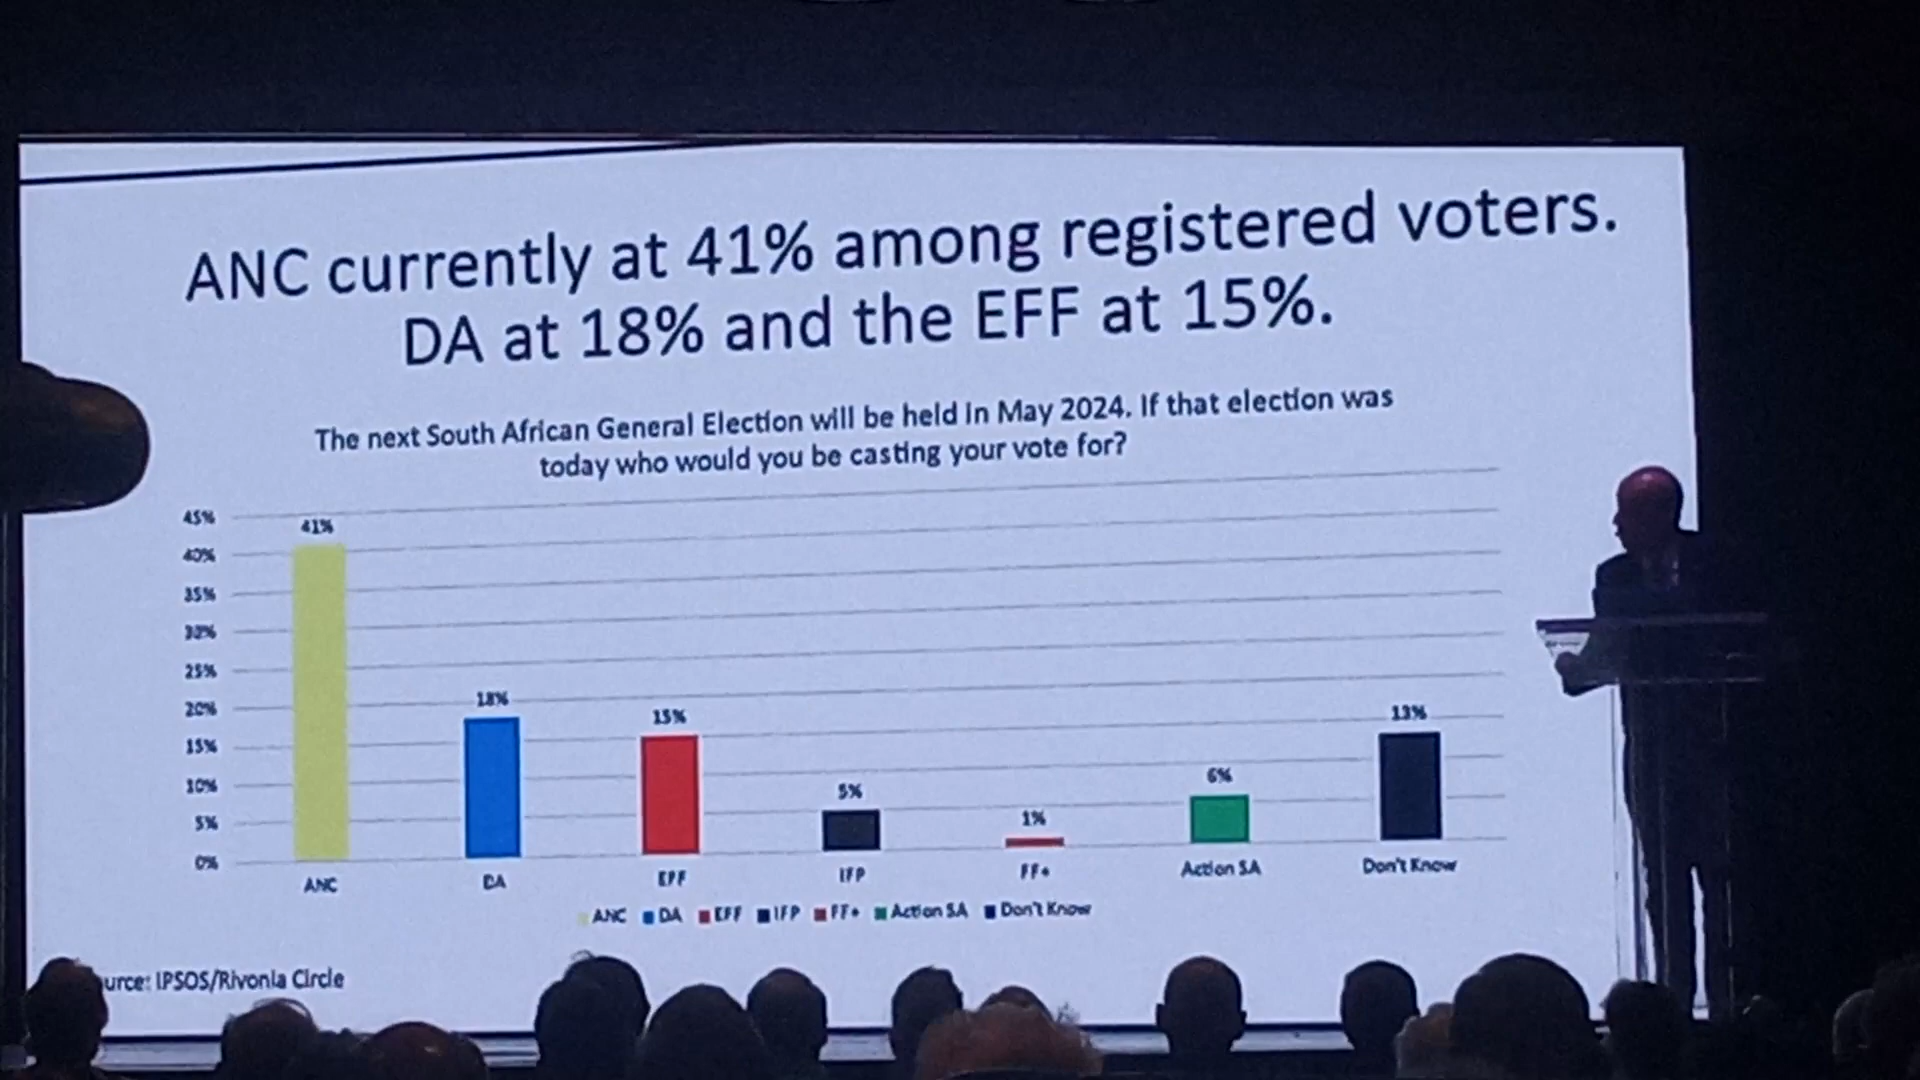 ANC currently at 41% among registered voters.
DA at 18% and the EFF at 15%.
The next South African General Election will be held in May 2024. If that election was
today who would you be casting your vote for?
45%
40%
35%
30%
25%
20%
15%
10%
5%
0%
41%
18%
15%
5%
1%
6%
13%
ANC
DA
EFF
IFP
FF+
Action SA
Don't Know
ANC DA EFF IFP FF+ Action SA Don't Know
urce: IPSOS/Rivonia Circle